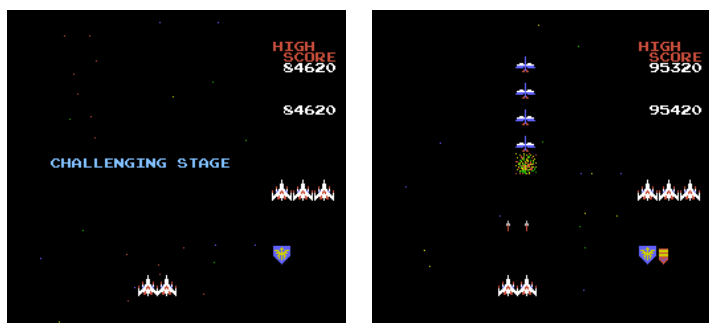 HIGH
SCORE
84620
84620
CHALLENGING STAGE
HIGH
SCORE
95320
95420